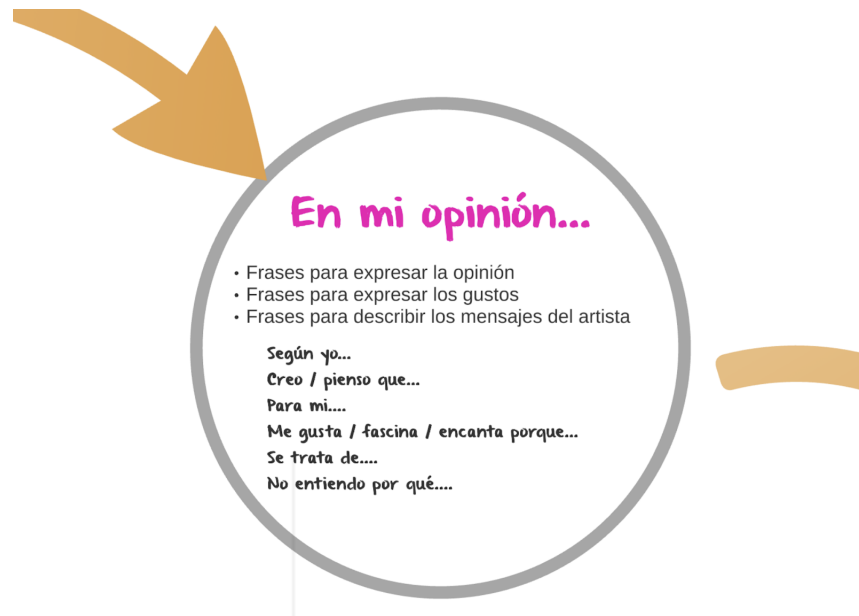 En mi opinión...
• Frases para expresar la opinión
• Frases para expresar los gustos
• Frases para describir los mensajes del artista
Según yo...
Creo / pienso que...
Para mi....
Me gusta / fascina / encanta porque...
Se trata de....
No entiendo por qué....